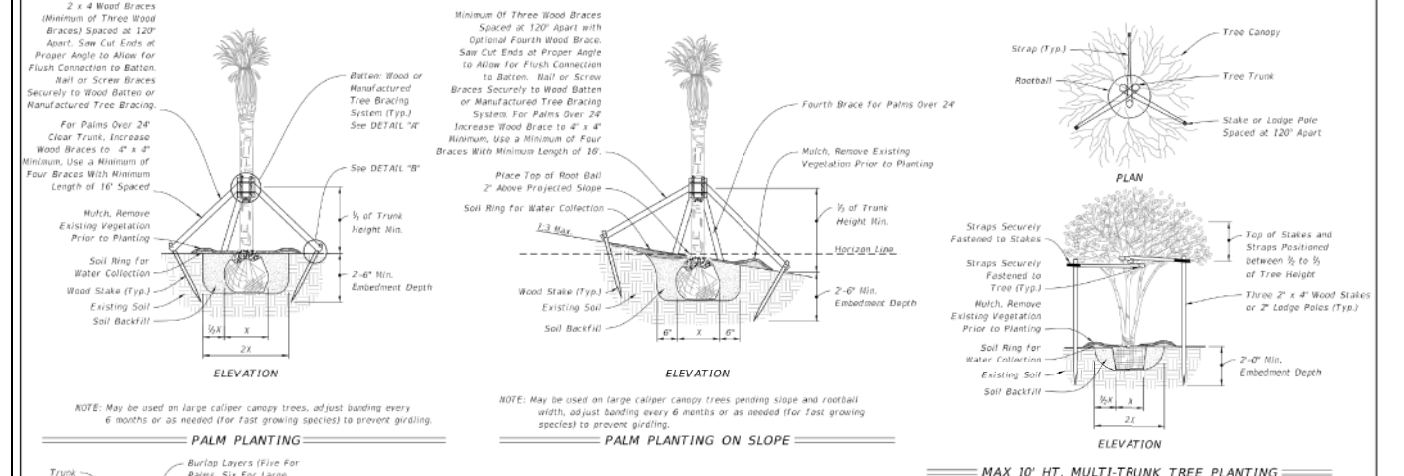 2 x 4 Wood Braces
(Minimum of Three Wood
Braces) Spaced at 120°
Apart. Saw Cut Ends at
Proper Angle to Allow for
Flush Connection to Batten.
Nail or Screw Braces
Securely to Wood Batten or
Manufactured Tree Bracing.
For Palms Over 24'
Clear Trunk, Increase
Wood Braces to 4" x 4"
Minimum, Use a Minimum of
Four Braces With Minimum
Length of 16' Spaced
Mulch, Remove
Existing Vegetation
Prior to Planting
Soil Ring for
Water Collection
Wood Stake (Typ.)
Existing Soil
Soil Backfill
Batten: Wood or
Manufactured
Tree Bracing
System (Typ.)
See DETAIL "A"
See DETAIL "B"
⅓ of Trunk
Height Min.
2'-6" Min.
Embedment Depth
½X
X
2X
ELEVATION
NOTE: May be used on large caliper canopy trees, adjust banding every
6 months or as needed (for fast growing species) to prevent girdling.
PALM PLANTING
Minimum Of Three Wood Braces
Spaced at 120° Apart with
Optional Fourth Wood Brace.
Saw Cut Ends at Proper Angle
to Allow for Flush Connection
to Batten. Nail or Screw
Braces Securely to Wood Batten
or Manufactured Tree Bracing
System. For Palms Over 24'
Increase Wood Brace to 4" x 4"
Minimum, Use a Minimum of Four
Braces With Minimum Length of 16'.
Place Top of Root Ball
2" Above Projected Slope
Soil Ring for Water Collection
1:3 Max.
Wood Stake (Typ.)
Existing Soil
Soil Backfill
Fourth Brace for Palms Over 24'
Mulch, Remove Existing
Vegetation Prior to Planting
⅓ of Trunk
Height Min.
Horizon Line
2'-6" Min.
Embedment Depth
6"
X
6"
ELEVATION
NOTE: May be used on large caliper canopy trees pending slope and rootball
width, adjust banding every 6 months or as needed (for fast growing
species) to prevent girdling.
PALM PLANTING ON SLOPE
Strap (Typ.)
Rootball
Tree Canopy
Tree Trunk
Stake or Lodge Pole
Spaced at 120° Apart
PLAN
Straps Securely
Fastened to Stakes
Straps Securely
Fastened to
Tree (Typ.)
Mulch, Remove
Existing Vegetation
Prior to Planting
Soil Ring for
Water Collection
Existing Soil
Soil Backfill
Top of Stakes and
Straps Positioned
between ½ to ⅔
of Tree Height
Three 2" x 4" Wood Stakes
or 2" Lodge Poles (Typ.)
2'-0" Min.
Embedment Depth
½X
X
2X
ELEVATION
MAX 10' HT. MULTI-TRUNK TREE PLANTING
Trunk
Burlap Layers (Five For
Palms, Six For Large